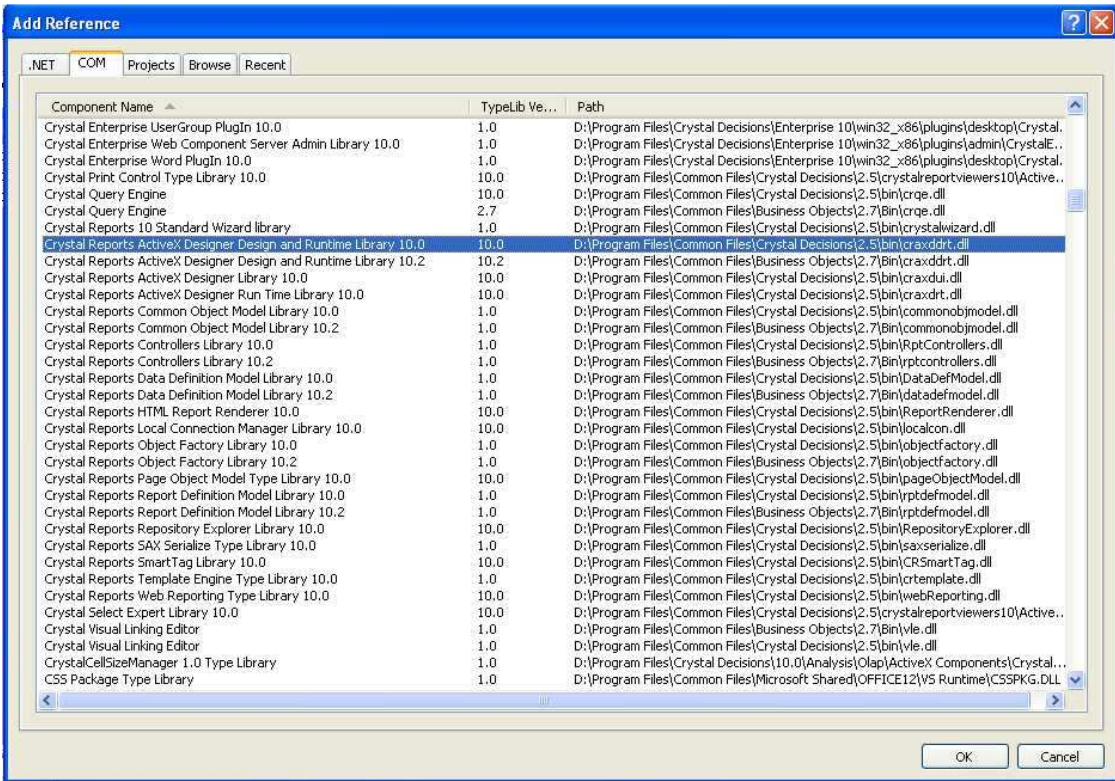 Add Reference
.NET COM Projects Browse Recent
Component Name TypeLib Ve... Path
Crystal Enterprise UserGroup PlugIn 10.0 1.0 D:\Program Files\Crystal Decisions\Enterprise 10\win32_x86\plugins\desktop\Crystal.
Crystal Enterprise Web Component Server Admin Library 10.0 1.0 D:\Program Files\Crystal Decisions\Enterprise 10\win32_x86\plugins\admin\CrystalE..
Crystal Enterprise Word PlugIn 10.0 1.0 D:\Program Files\Crystal Decisions\Enterprise 10\win32_x86\plugins\desktop\Crystal.
Crystal Print Control Type Library 10.0 10.0 D:\Program Files\Common Files\Crystal Decisions\2.5\crystalreportviewers10\Active..
Crystal Query Engine 10.0 D:\Program Files\Common Files\Crystal Decisions\2.5\bin\crqe.dll
Crystal Query Engine 2.7 D:\Program Files\Common Files\Business Objects\2.7\Bin\crqe.dll
Crystal Reports 10 Standard Wizard library 1.0 D:\Program Files\Common Files\Crystal Decisions\2.5\bin\crystalwizard.dll
Crystal Reports ActiveX Designer Design and Runtime Library 10.0 10.0 D:\Program Files\Common Files\Crystal Decisions\2.5\bin\craxddrt.dll
Crystal Reports ActiveX Designer Design and Runtime Library 10.2 10.2 D:\Program Files\Common Files\Business Objects\2.7\Bin\craxddrt.dll
Crystal Reports ActiveX Designer Library 10.0 10.0 D:\Program Files\Common Files\Crystal Decisions\2.5\bin\craxdui.dll
Crystal Reports ActiveX Designer Run Time Library 10.0 10.0 D:\Program Files\Common Files\Crystal Decisions\2.5\bin\craxdrt.dll
Crystal Reports Common Object Model Library 10.0 1.0 D:\Program Files\Common Files\Crystal Decisions\2.5\bin\commonobjmodel.dll
Crystal Reports Common Object Model Library 10.2 1.0 D:\Program Files\Common Files\Business Objects\2.7\Bin\commonobjmodel.dll
Crystal Reports Controllers Library 10.0 1.0 D:\Program Files\Common Files\Crystal Decisions\2.5\bin\RptControllers.dll
Crystal Reports Controllers Library 10.2 1.0 D:\Program Files\Common Files\Business Objects\2.7\Bin\rptcontrollers.dll
Crystal Reports Data Definition Model Library 10.0 1.0 D:\Program Files\Common Files\Crystal Decisions\2.5\bin\DataDefModel.dll
Crystal Reports Data Definition Model Library 10.2 1.0 D:\Program Files\Common Files\Business Objects\2.7\Bin\datadefmodel.dll
Crystal Reports HTML Report Renderer 10.0 10.0 D:\Program Files\Common Files\Crystal Decisions\2.5\bin\ReportRenderer.dll
Crystal Reports Local Connection Manager Library 10.0 10.0 D:\Program Files\Common Files\Crystal Decisions\2.5\bin\localcon.dll
Crystal Reports Object Factory Library 10.0 1.0 D:\Program Files\Common Files\Crystal Decisions\2.5\bin\objectfactory.dll
Crystal Reports Object Factory Library 10.2 1.0 D:\Program Files\Common Files\Business Objects\2.7\Bin\objectfactory.dll
Crystal Reports Page Object Model Type Library 10.0 10.0 D:\Program Files\Common Files\Crystal Decisions\2.5\bin\pageObjectModel.dll
Crystal Reports Report Definition Model Library 10.0 1.0 D:\Program Files\Common Files\Crystal Decisions\2.5\bin\rptdefmodel.dll
Crystal Reports Report Definition Model Library 10.2 1.0 D:\Program Files\Common Files\Business Objects\2.7\Bin\rptdefmodel.dll
Crystal Reports Repository Explorer Library 10.0 10.0 D:\Program Files\Common Files\Crystal Decisions\2.5\bin\RepositoryExplorer.dll
Crystal Reports SAX Serialize Type Library 10.0 1.0 D:\Program Files\Common Files\Crystal Decisions\2.5\bin\saxserialize.dll
Crystal Reports SmartTag Library 10.0 10.0 D:\Program Files\Common Files\Crystal Decisions\2.5\bin\CRSmartTag.dll
Crystal Reports Template Engine Type Library 10.0 1.0 D:\Program Files\Common Files\Crystal Decisions\2.5\bin\crtemplate.dll
Crystal Reports Web Reporting Type Library 10.0 10.0 D:\Program Files\Common Files\Crystal Decisions\2.5\bin\webReporting.dll
Crystal Select Expert Library 10.0 10.0 D:\Program Files\Common Files\Crystal Decisions\2.5\crystalreportviewers10\Active..
Crystal Visual Linking Editor 1.0 D:\Program Files\Common Files\Business Objects\2.7\Bin\vle.dll
Crystal Visual Linking Editor 1.0 D:\Program Files\Common Files\Crystal Decisions\2.5\bin\vle.dll
CrystalCellSizeManager 1.0 Type Library 1.0 D:\Program Files\Crystal Decisions\10.0\Analysis\Olap\ActiveX Components\Crystal...
CSS Package Type Library 1.0 D:\Program Files\Common Files\Microsoft Shared\OFFICE12\VS Runtime\CSSPKG.DLL
OK Cancel